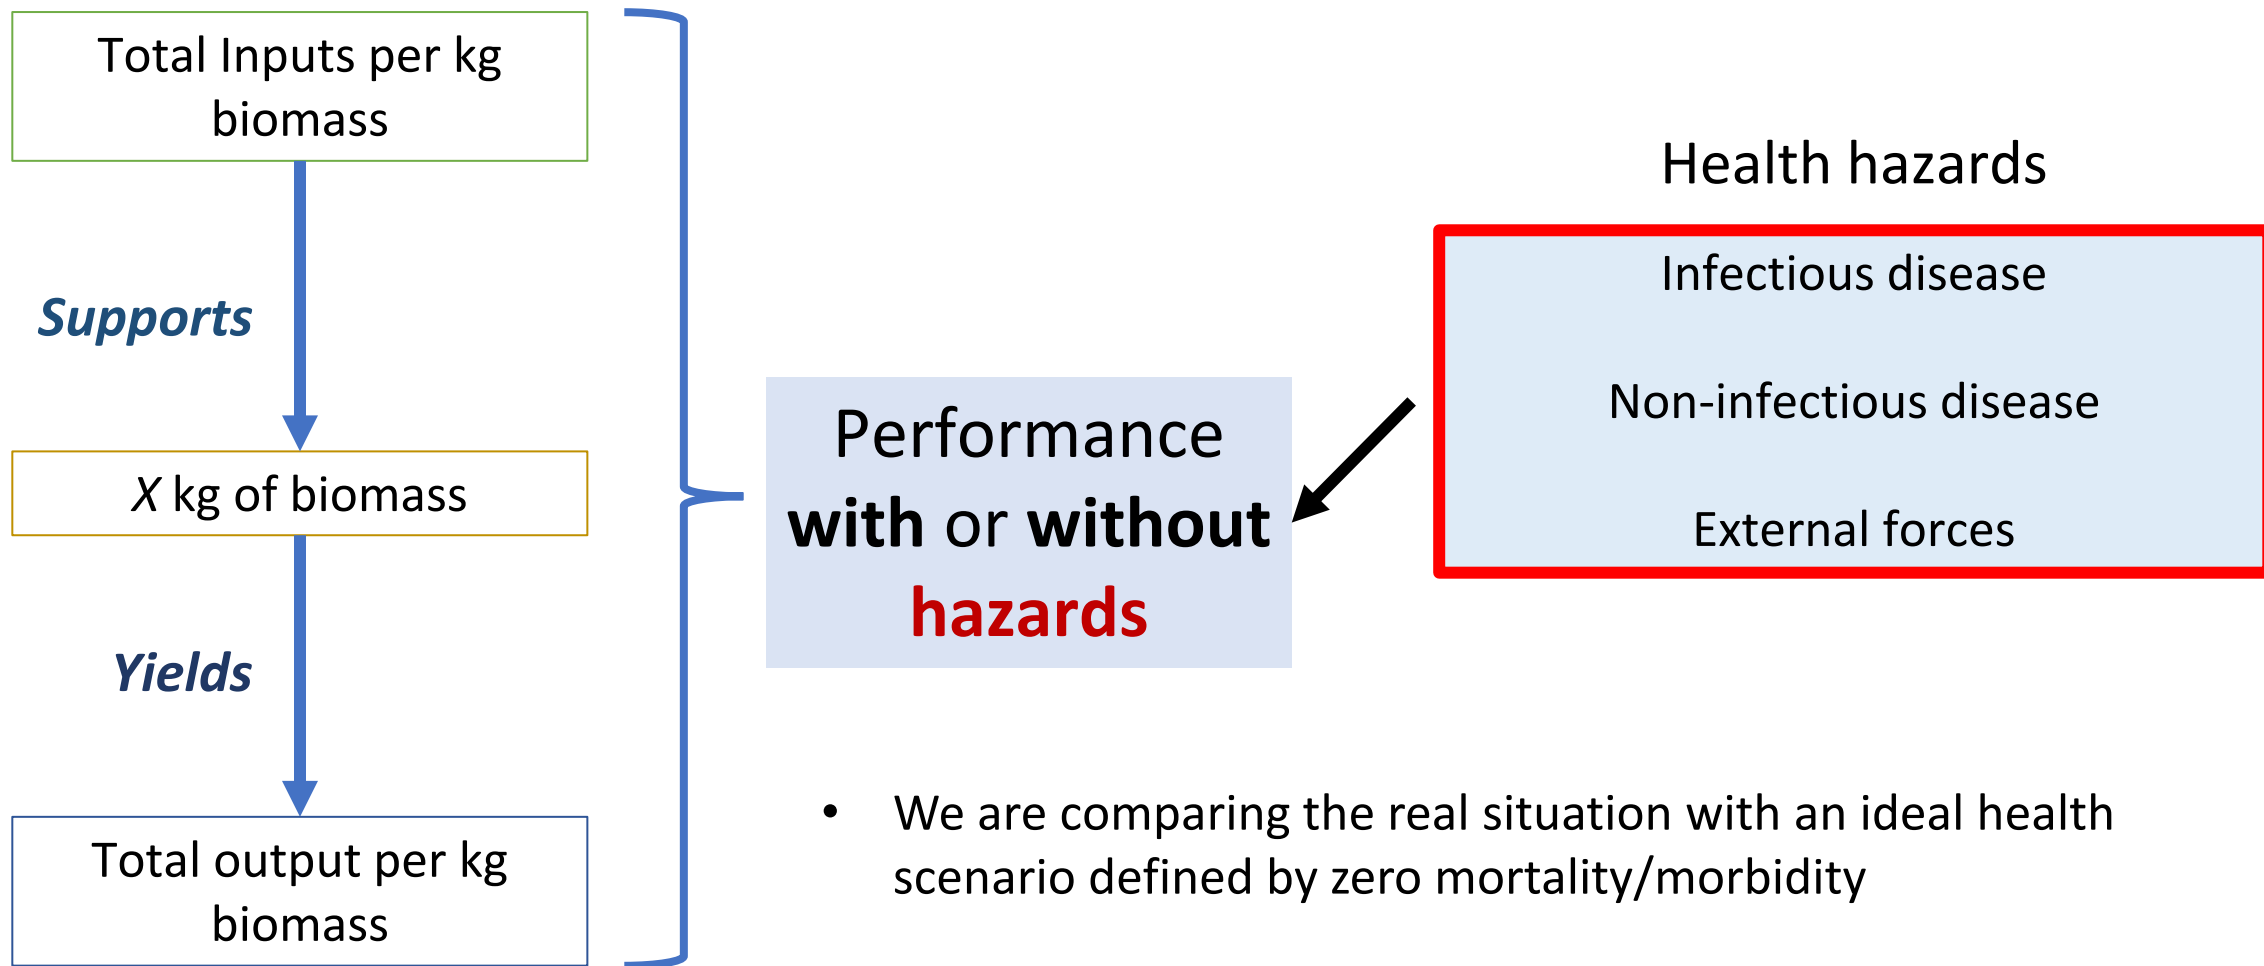 Total Inputs per kg
biomass
Supports
X kg of biomass
Yields
Total output per kg
biomass
Performance
with or without
hazards
Health hazards
Infectious disease
Non-infectious disease
External forces
• We are comparing the real situation with an ideal health
scenario defined by zero mortality/morbidity